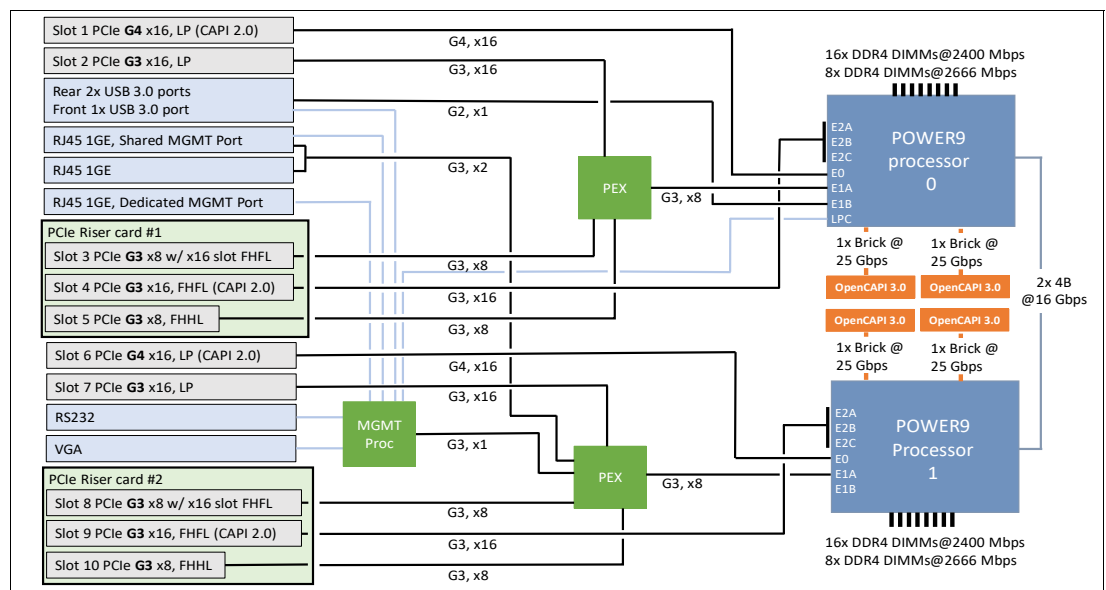 Slot 1 PCIe G4 x16, LP (CAPI 2.0)
G4, x16
Slot 2 PCIe G3 x16, LP
G3, x16
Rear 2x USB 3.0 ports
Front 1x USB 3.0 port
G2, x1
RJ45 1GE, Shared MGMT Port
RJ45 1GE
G3, x2
RJ45 1GE, Dedicated MGMT Port
PCIe Riser card #1
Slot 3 PCIe G3 x8 w/ x16 slot FHFL
G3, x8
Slot 4 PCIe G3 x16, FHFL (CAPI 2.0)
G3, x16
Slot 5 PCIe G3 x8, FHHL
G3, x8
PEX
G3, x8
16x DDR4 DIMMs@2400 Mbps
8x DDR4 DIMMs@2666 Mbps
E2A
E2B
E2C
E0
E1A
E1B
LPC
POWER9
processor
0
1x Brick @
25 Gbps
1x Brick @
25 Gbps
OpenCAPI 3.0
OpenCAPI 3.0
OpenCAPI 3.0
OpenCAPI 3.0
1x Brick @
25 Gbps
1x Brick @
25 Gbps
2x 4B
@16 Gbps
Slot 6 PCIe G4 x16, LP (CAPI 2.0)
G4, x16
Slot 7 PCIe G3 x16, LP
G3, x16
RS232
VGA
MGMT
Proc
G3, x1
PEX
G3, x8
PCIe Riser card #2
Slot 8 PCIe G3 x8 w/ x16 slot FHFL
G3, x8
Slot 9 PCIe G3 x16, FHFL (CAPI 2.0)
G3, x16
Slot 10 PCIe G3 x8, FHHL
G3, x8
E2A
E2B
E2C
E0
E1A
E1B
POWER9
Processor
1
16x DDR4 DIMMs@2400 Mbps
8x DDR4 DIMMs@2666 Mbps